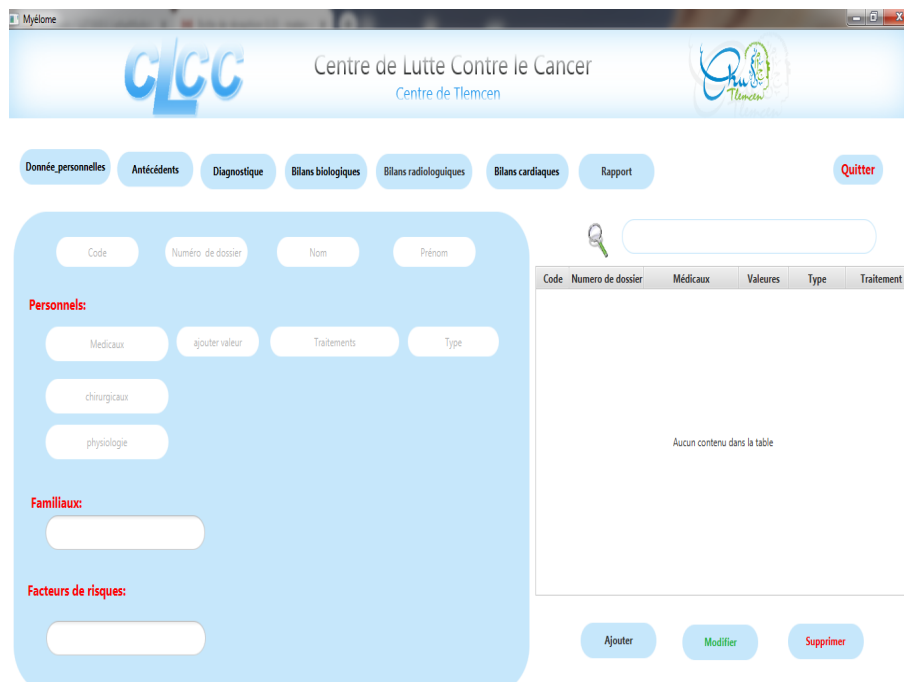 Myélome
CLCC
Centre de Lutte Contre le Cancer
Centre de Tlemcen
Chu
Tlemcen
Donnée_personnelles Antécédents Diagnostique Bilans biologiques Bilans radiologuiques Bilans cardiaques Rapport Quitter
Code Numéro de dossier Nom Prénom
Personnels:
Medicaux ajouter valeur Traitements Type
chirurgicaux
physiologie
Familiaux:
Facteurs de risques:
Code Numero de dossier Médicaux Valeures Type Traitement
Aucun contenu dans la table
Ajouter Modifier Supprimer